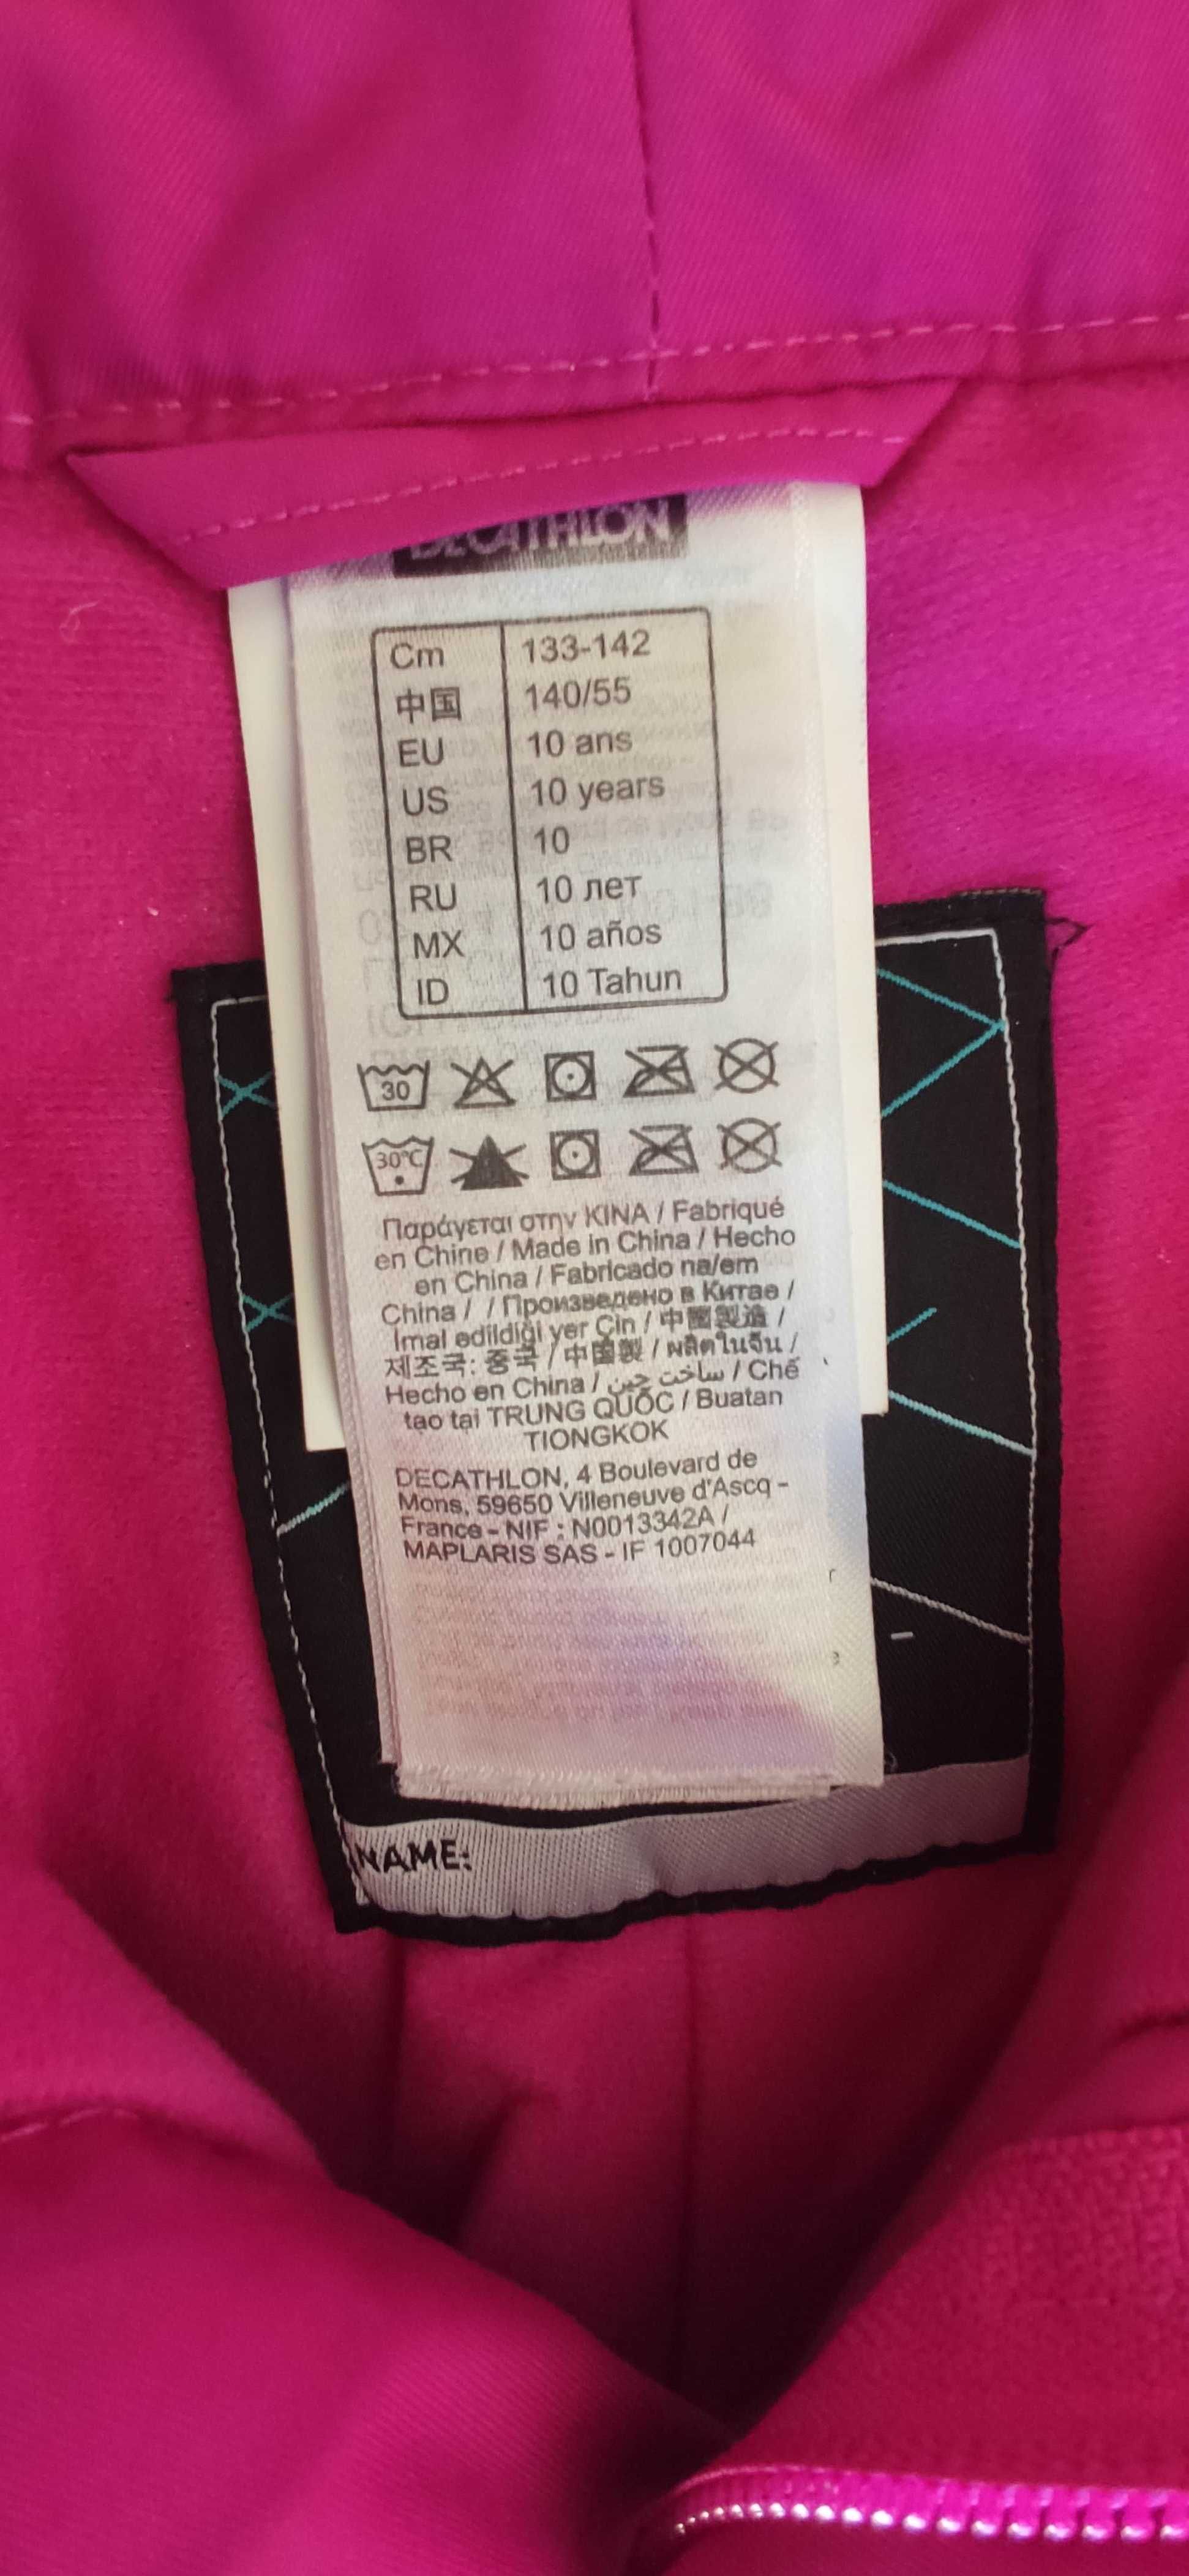 DECATHLON
Cm 133-142
中国 140/55
EU 10 ans
US 10 years
BR 10
RU 10 лет
MX 10 años
ID 10 Tahun
30
30°C
Παράγεται στην ΚΙΝΑ / Fabriqué
en Chine / Made in China / Hecho
en China / Fabricado na/em
China / / Произведено в Китае /
İmal edildiği yer Çin / 中國製造 /
제조국: 중국 / 中国製 / ผลิตในจีน /
Hecho en China / ساخت چین / Chế
tạo tại TRUNG QUỐC / Buatan
TIONGKOK
DECATHLON, 4 Boulevard de
Mons, 59650 Villeneuve d'Ascq -
France - NIF : N0013342A /
MAPLARIS SAS - IF 1007044
NAME: